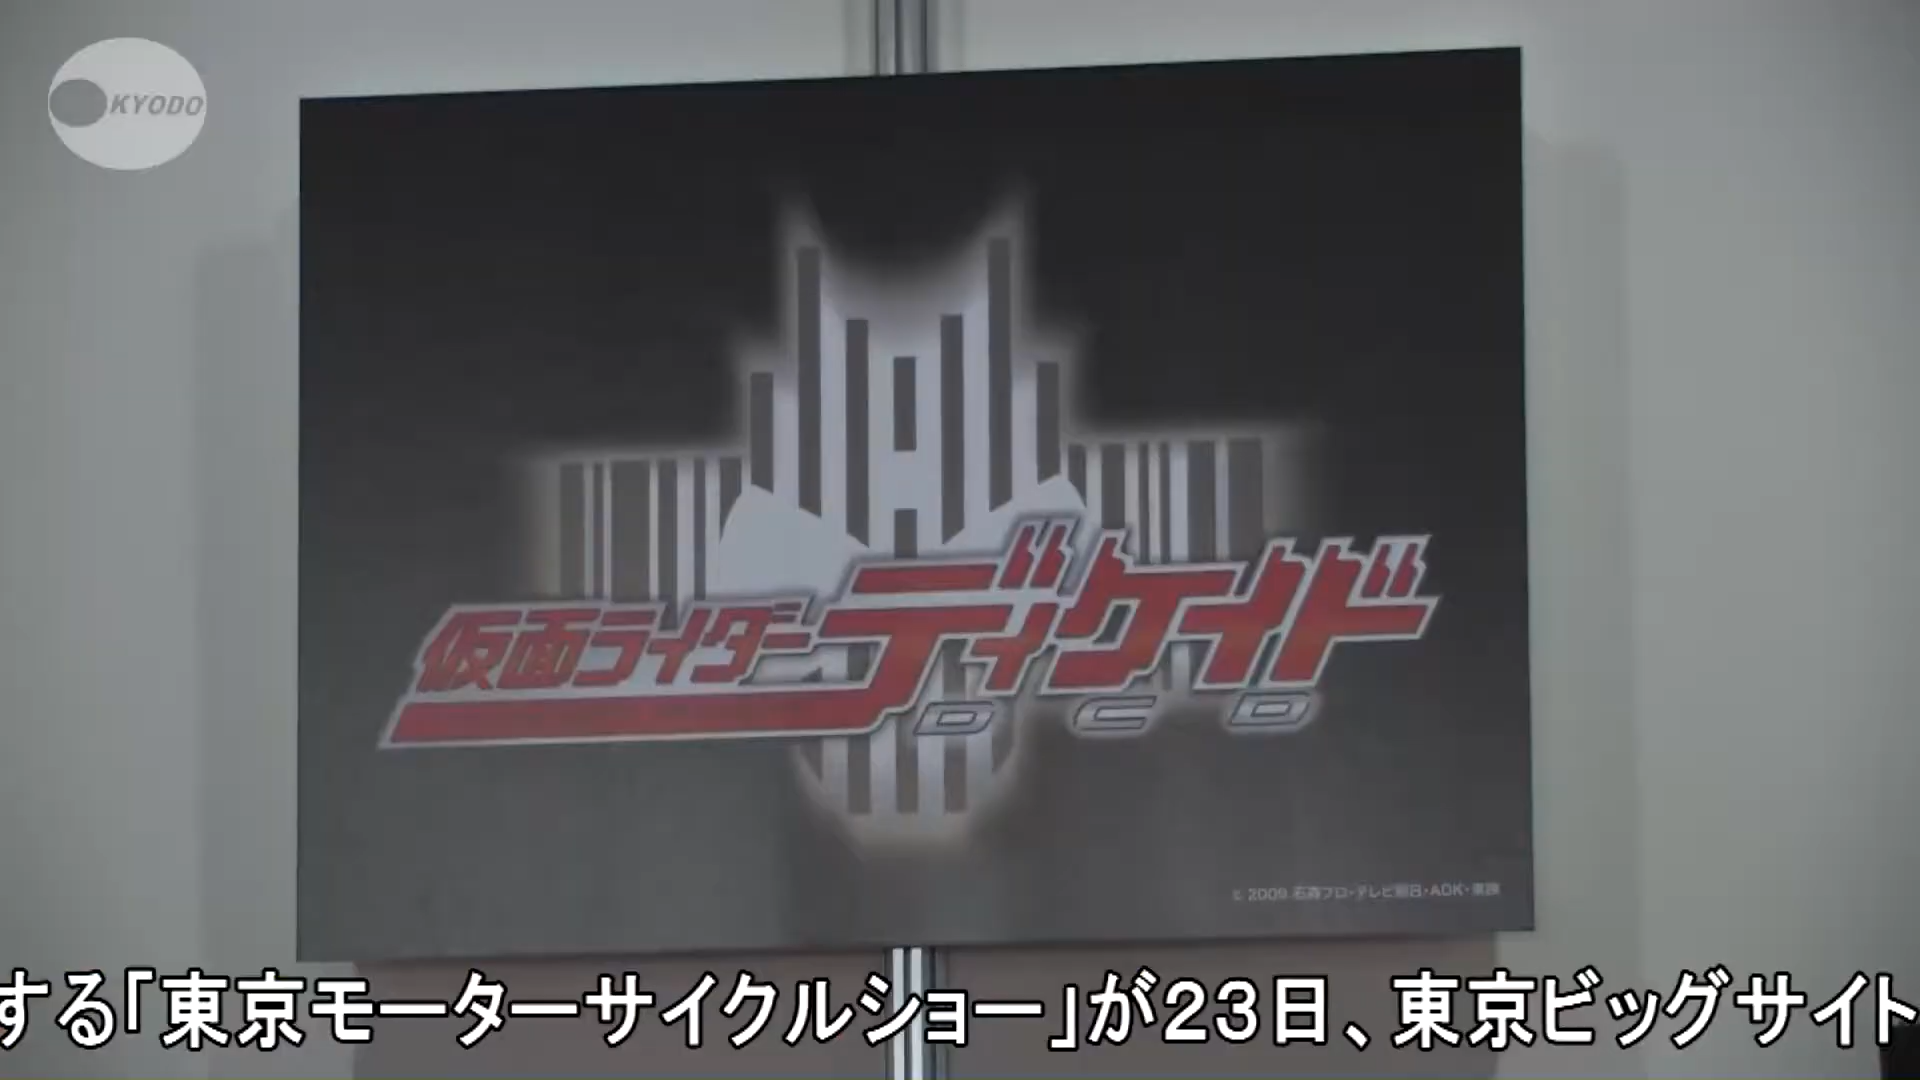 KYODO
仮面ライダーディケイド
DCD
© 2009 石森プロ・テレビ朝日・ADK・東映
する「東京モーターサイクルショー」が23日、東京ビッグサイト